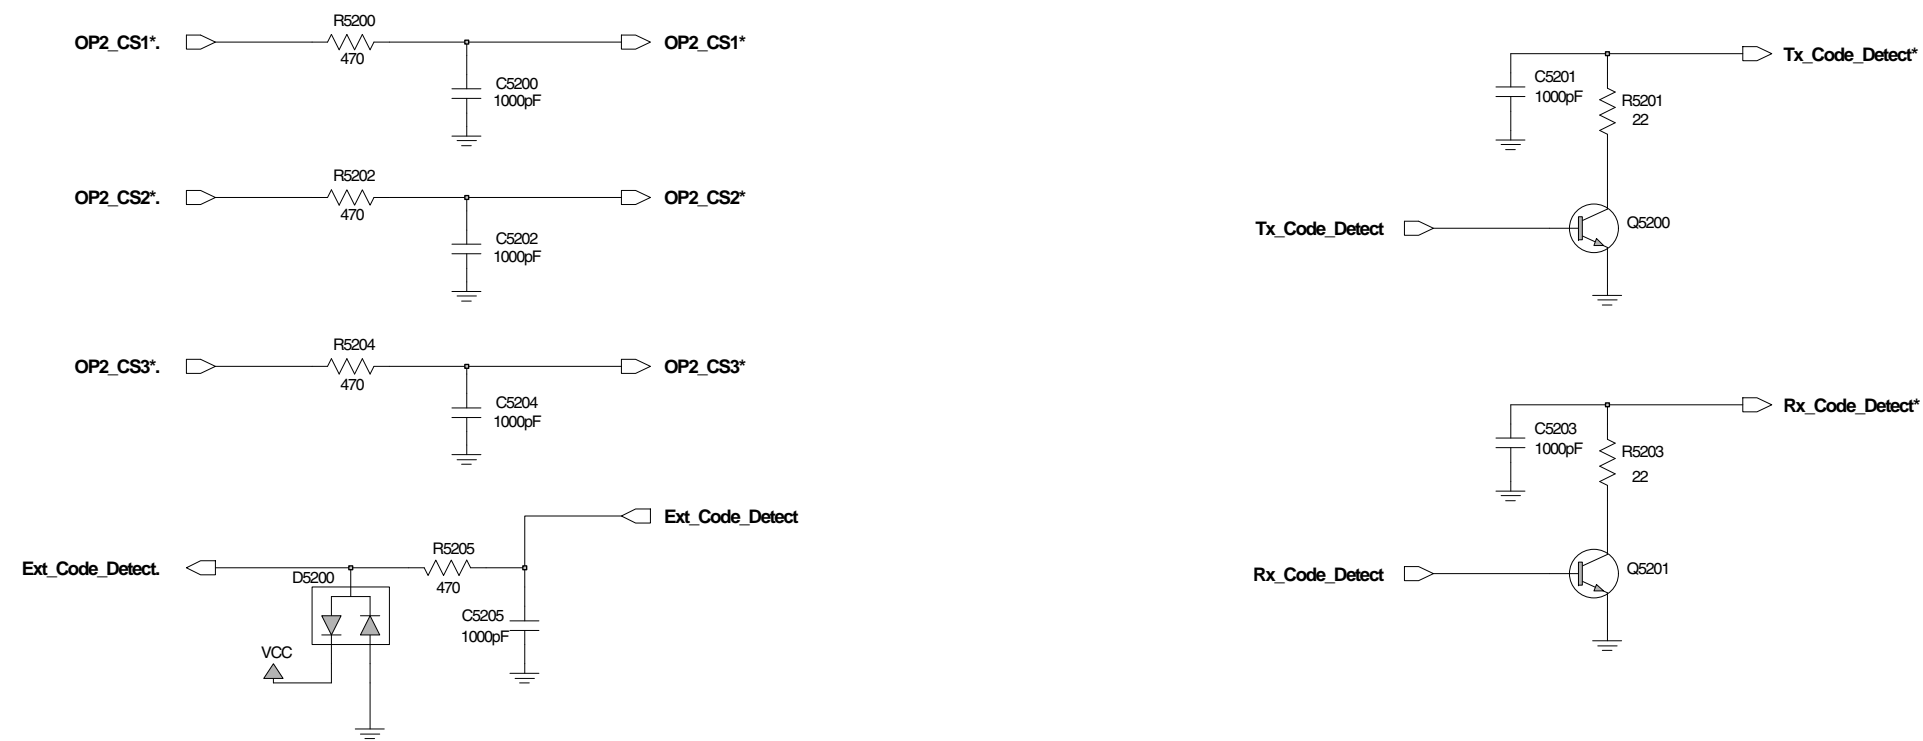 R5200
OP2_CS1*. OP2_CS1*
470
C5200
1000pF
R5202
OP2_CS2*. OP2_CS2*
470
C5202
1000pF
R5204
OP2_CS3*. OP2_CS3*
470
C5204
1000pF
Ext_Code_Detect
R5205
Ext_Code_Detect.
D5200
470
C5205
1000pF
VCC
Tx_Code_Detect*
C5201
1000pF
R5201
22
Tx_Code_Detect
Q5200
Rx_Code_Detect*
C5203
1000pF
R5203
22
Rx_Code_Detect
Q5201